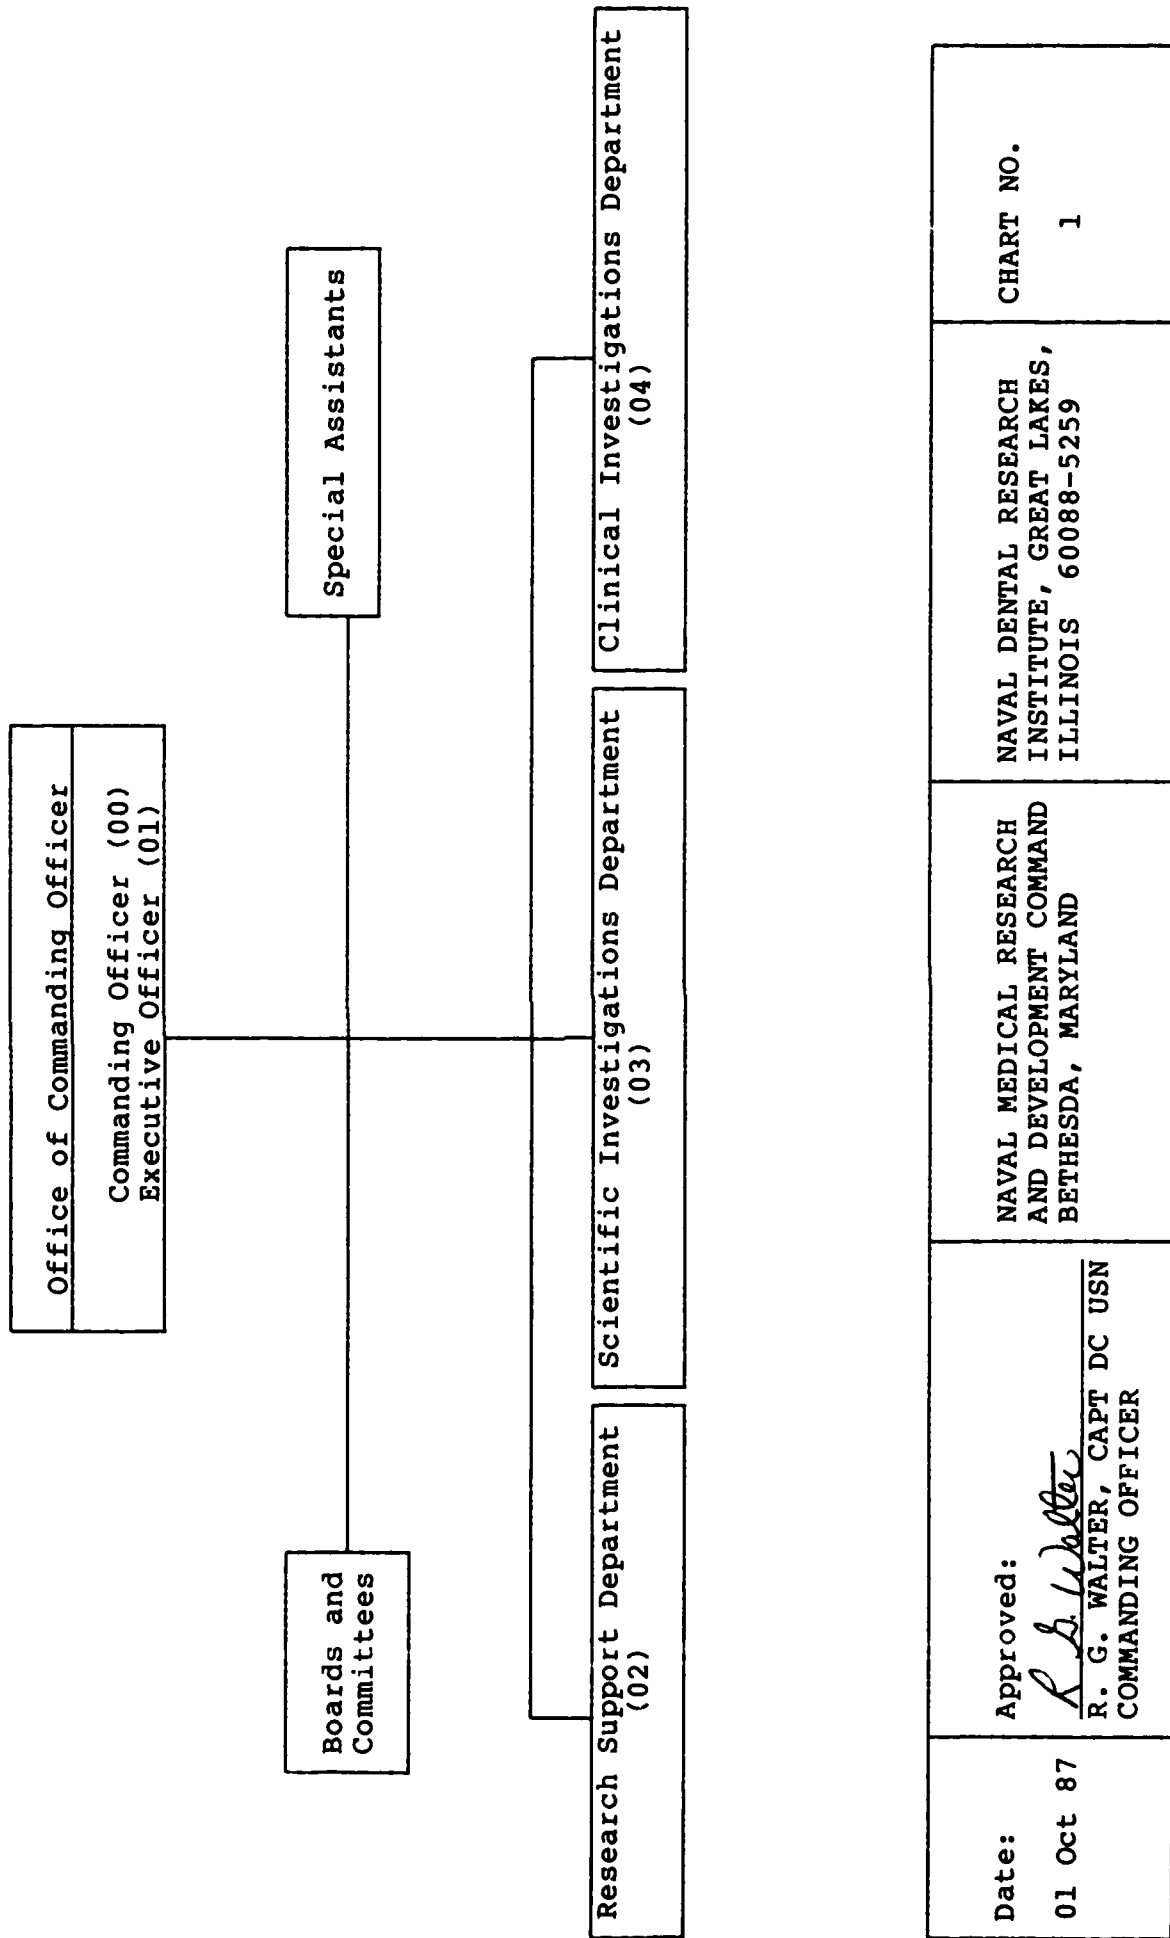 Office of Commanding Officer
Commanding Officer (00)
Executive Officer (01)
Boards and
Committees
Special Assistants
Research Support Department
(02)
Scientific Investigations Department
(03)
Clinical Investigations Department
(04)
Date:
01 Oct 87
Approved:
R G. Walter
R. G. WALTER, CAPT DC USN
COMMANDING OFFICER
NAVAL MEDICAL RESEARCH
AND DEVELOPMENT COMMAND
BETHESDA, MARYLAND
NAVAL DENTAL RESEARCH
INSTITUTE, GREAT LAKES,
ILLINOIS 60088-5259
CHART NO.
1